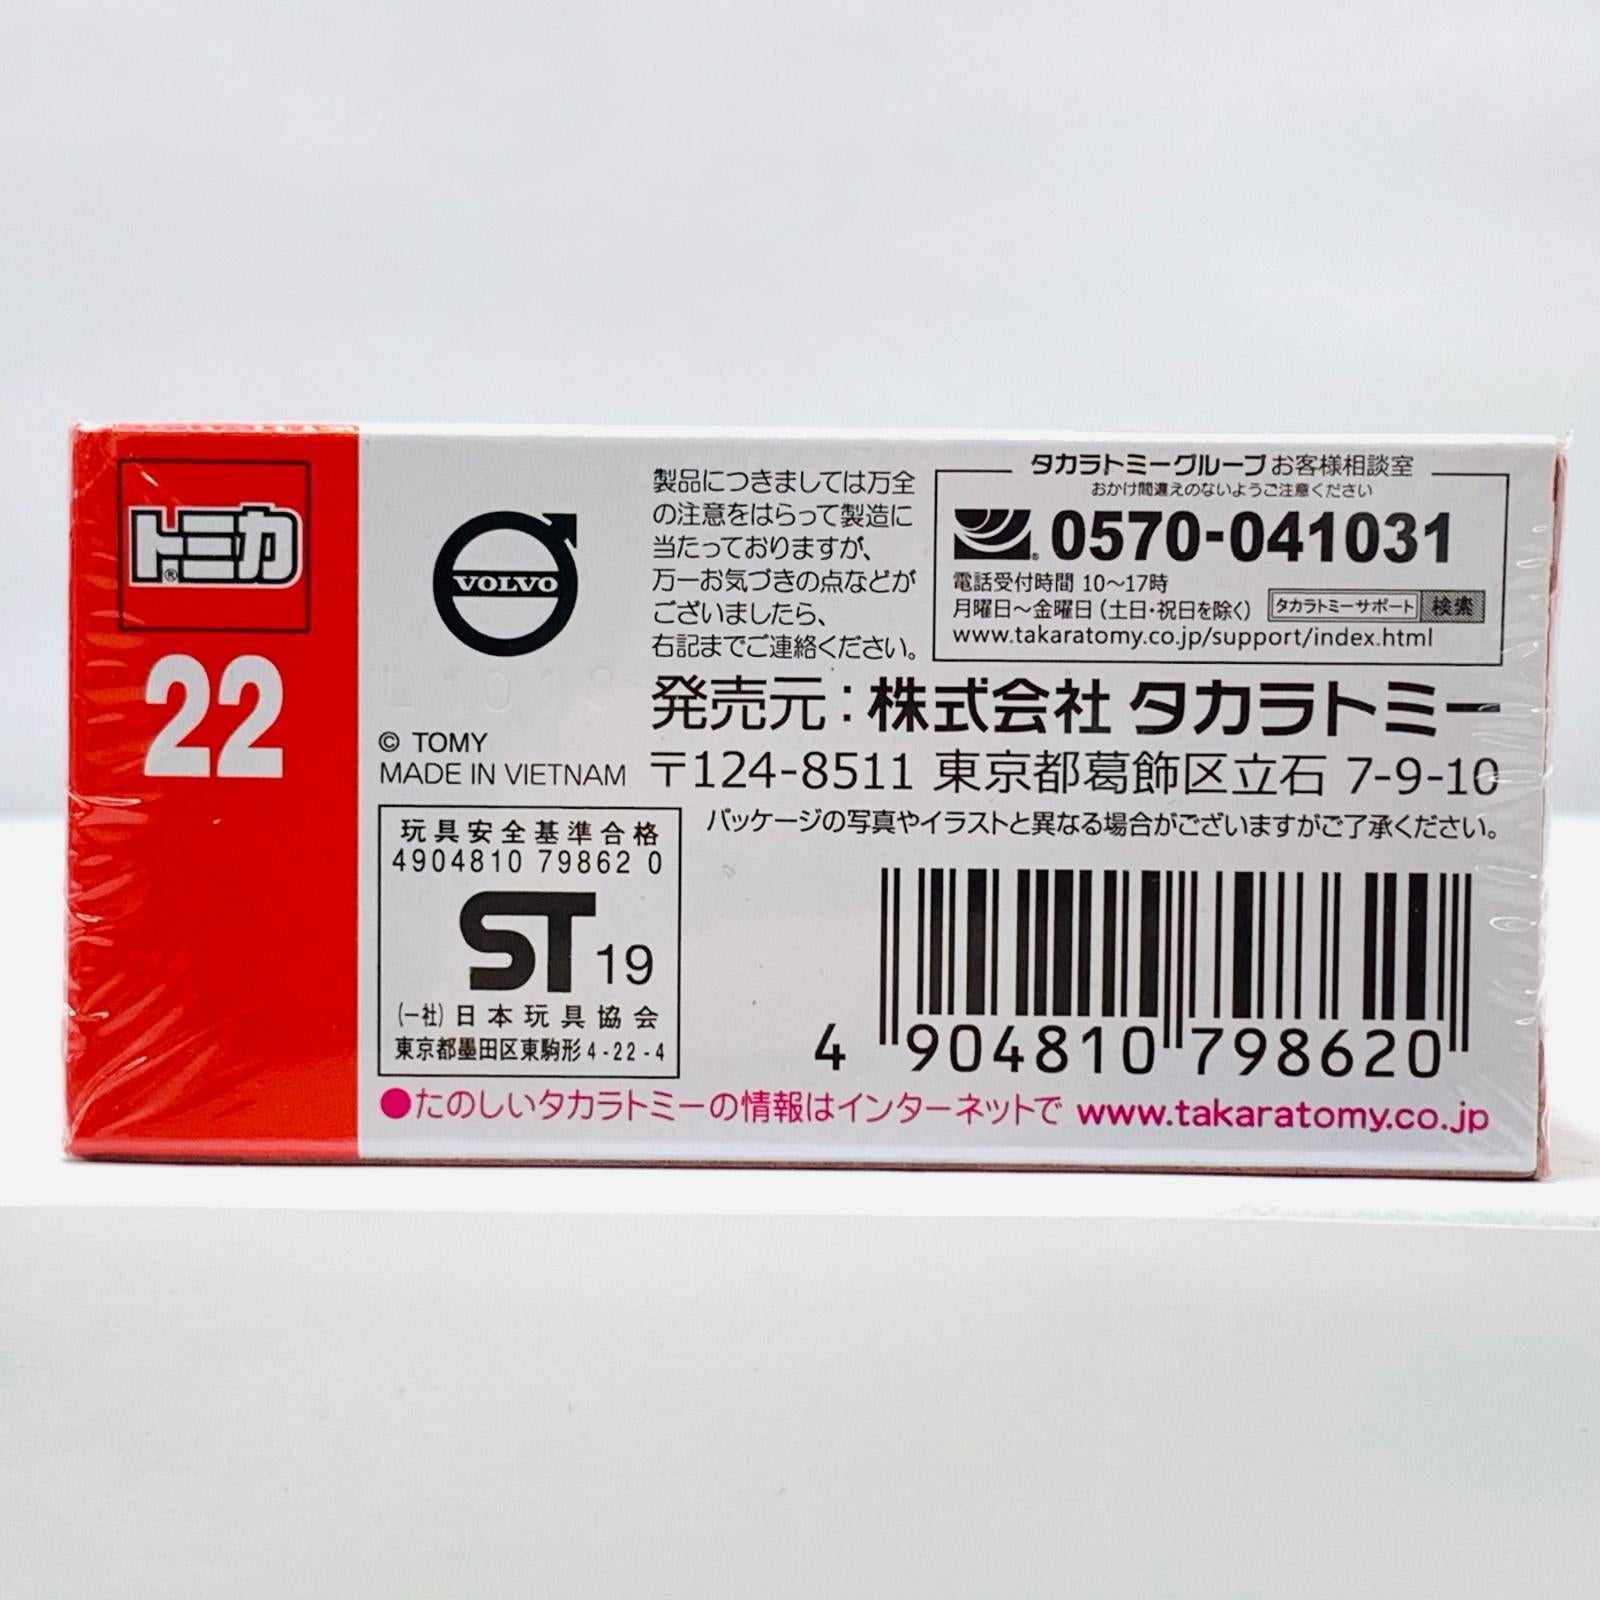 トミカ®
22
VOLVO
製品につきましては万全
の注意をはらって製造に
当たっておりますが、
万一お気づきの点などが
ございましたら、
右記までご連絡ください。
タカラトミーグループお客様相談室
おかけ間違えのないようご注意ください
0570-041031
電話受付時間 10～17時
月曜日～金曜日（土日・祝日を除く） タカラトミーサポート 検索
www.takaratomy.co.jp/support/index.html
発売元：株式会社 タカラトミー
〒124-8511 東京都葛飾区立石 7-9-10
パッケージの写真やイラストと異なる場合がございますがご了承ください。
© TOMY
MADE IN VIETNAM
玩具安全基準合格
4904810 79862 0
ST 19
(一社) 日本玩具協会
東京都墨田区東駒形 4-22-4
4 904810 798620
●たのしいタカラトミーの情報はインターネットで www.takaratomy.co.jp